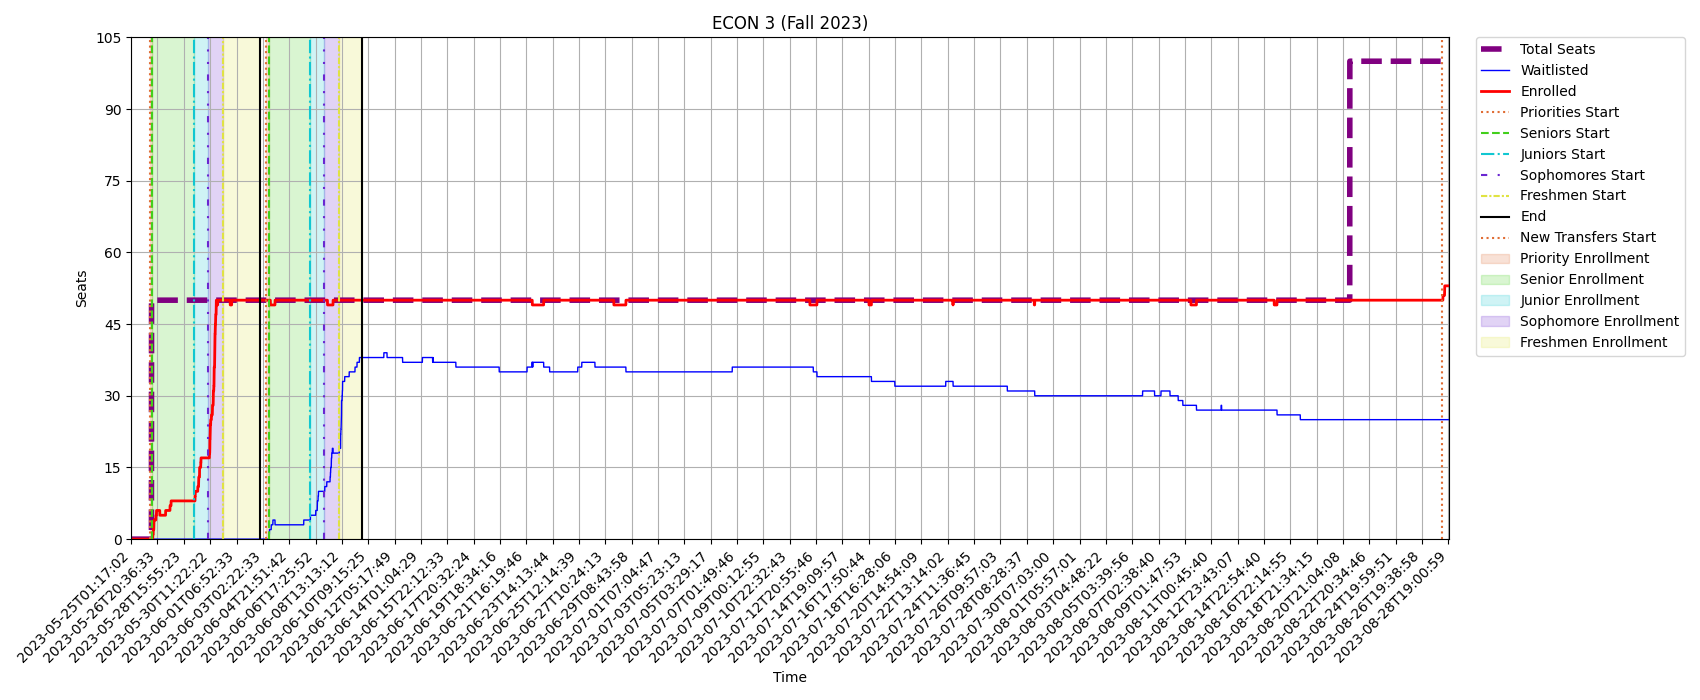 ECON 3 (Fall 2023)
105
90
75
60
45
30
15
0
Seats
2023-05-25T01:17:02
2023-05-26T20:36:33
2023-05-28T15:55:23
2023-05-30T11:22:22
2023-06-01T06:52:33
2023-06-03T02:22:33
2023-06-04T21:51:42
2023-06-06T17:25:52
2023-06-08T13:13:12
2023-06-10T09:15:25
2023-06-12T05:17:49
2023-06-14T01:04:29
2023-06-15T22:12:33
2023-06-17T20:32:24
2023-06-19T18:34:16
2023-06-21T16:19:46
2023-06-23T14:13:44
2023-06-25T12:14:39
2023-06-27T10:24:13
2023-06-29T08:43:58
2023-07-01T07:04:47
2023-07-03T05:23:13
2023-07-05T03:29:17
2023-07-07T01:49:46
2023-07-09T00:12:55
2023-07-10T22:32:43
2023-07-12T20:55:46
2023-07-14T19:09:57
2023-07-16T17:50:44
2023-07-18T16:28:06
2023-07-20T14:54:09
2023-07-22T13:14:02
2023-07-24T11:36:45
2023-07-26T09:57:03
2023-07-28T08:28:37
2023-07-30T07:03:00
2023-08-01T05:57:01
2023-08-03T04:48:22
2023-08-05T03:39:56
2023-08-07T02:38:40
2023-08-09T01:47:53
2023-08-11T00:45:40
2023-08-12T23:43:07
2023-08-14T22:54:40
2023-08-16T22:14:55
2023-08-18T21:34:15
2023-08-20T21:04:08
2023-08-22T20:34:46
2023-08-24T19:59:51
2023-08-26T19:38:58
2023-08-28T19:00:59
Time
Total Seats
Waitlisted
Enrolled
Priorities Start
Seniors Start
Juniors Start
Sophomores Start
Freshmen Start
End
New Transfers Start
Priority Enrollment
Senior Enrollment
Junior Enrollment
Sophomore Enrollment
Freshmen Enrollment